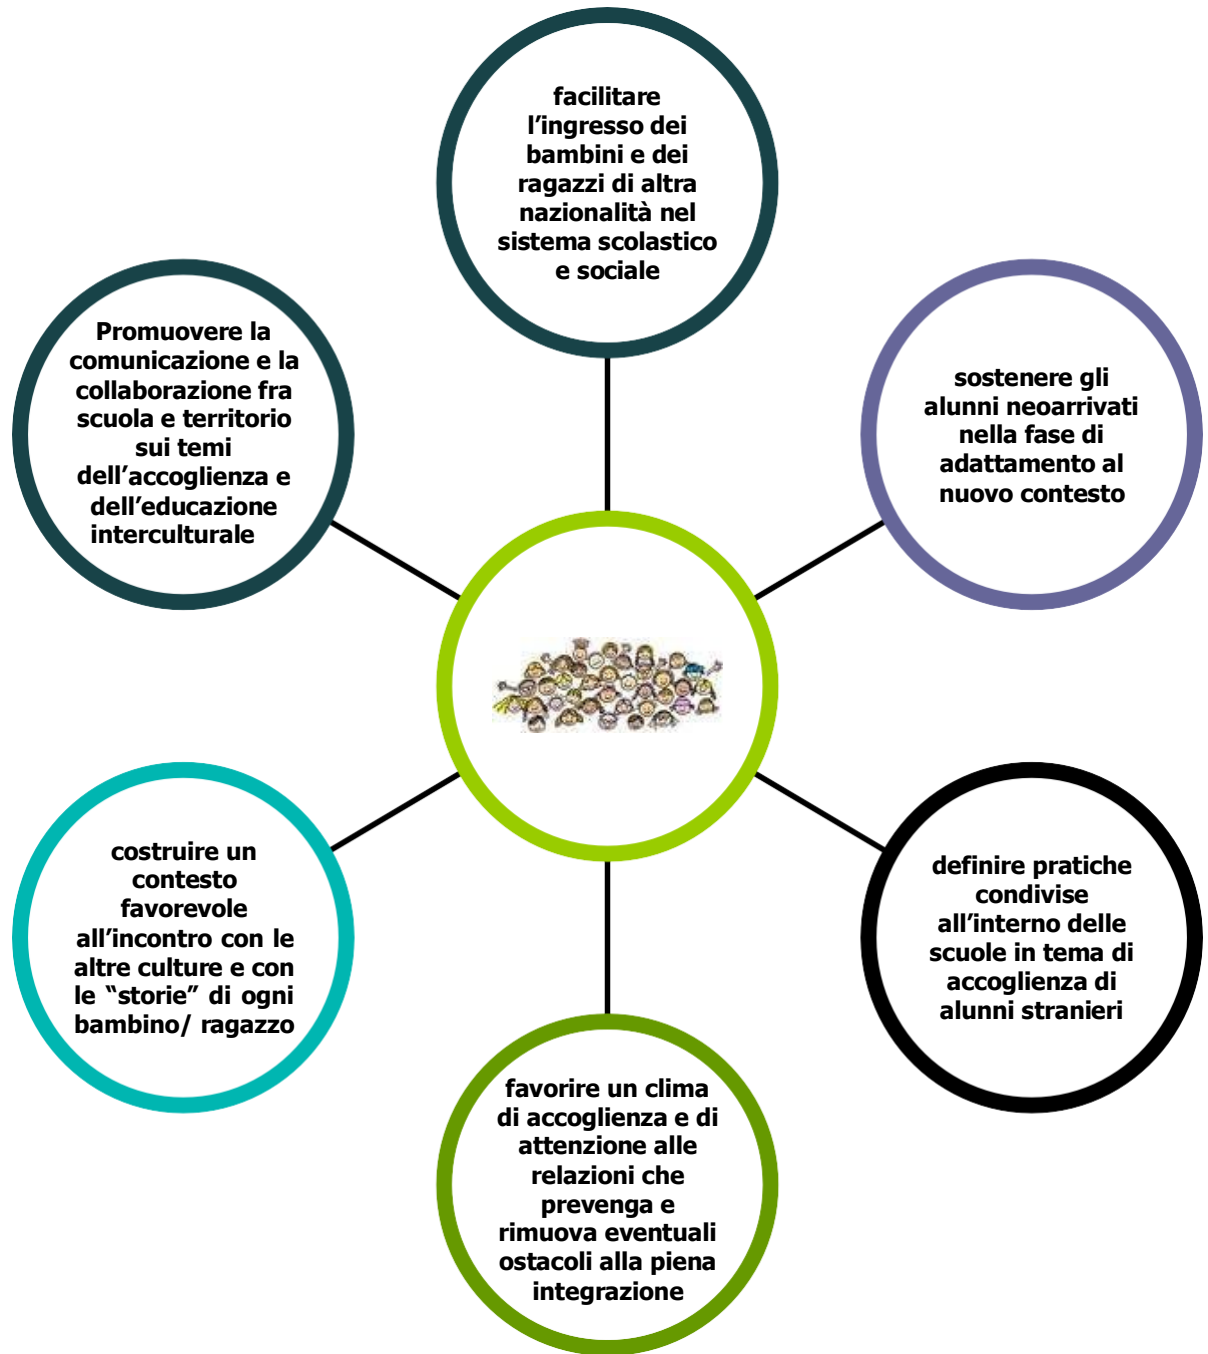 facilitare
l’ingresso dei
bambini e dei
ragazzi di altra
nazionalità nel
sistema scolastico
e sociale
sostenere gli
alunni neoarrivati
nella fase di
adattamento al
nuovo contesto
definire pratiche
condivise
all’interno delle
scuole in tema di
accoglienza di
alunni stranieri
favorire un clima
di accoglienza e di
attenzione alle
relazioni che
prevenga e
rimuova eventuali
ostacoli alla piena
integrazione
costruire un
contesto
favorevole
all’incontro con le
altre culture e con
le “storie” di ogni
bambino/ ragazzo
Promuovere la
comunicazione e la
collaborazione fra
scuola e territorio
sui temi
dell’accoglienza e
dell’educazione
interculturale